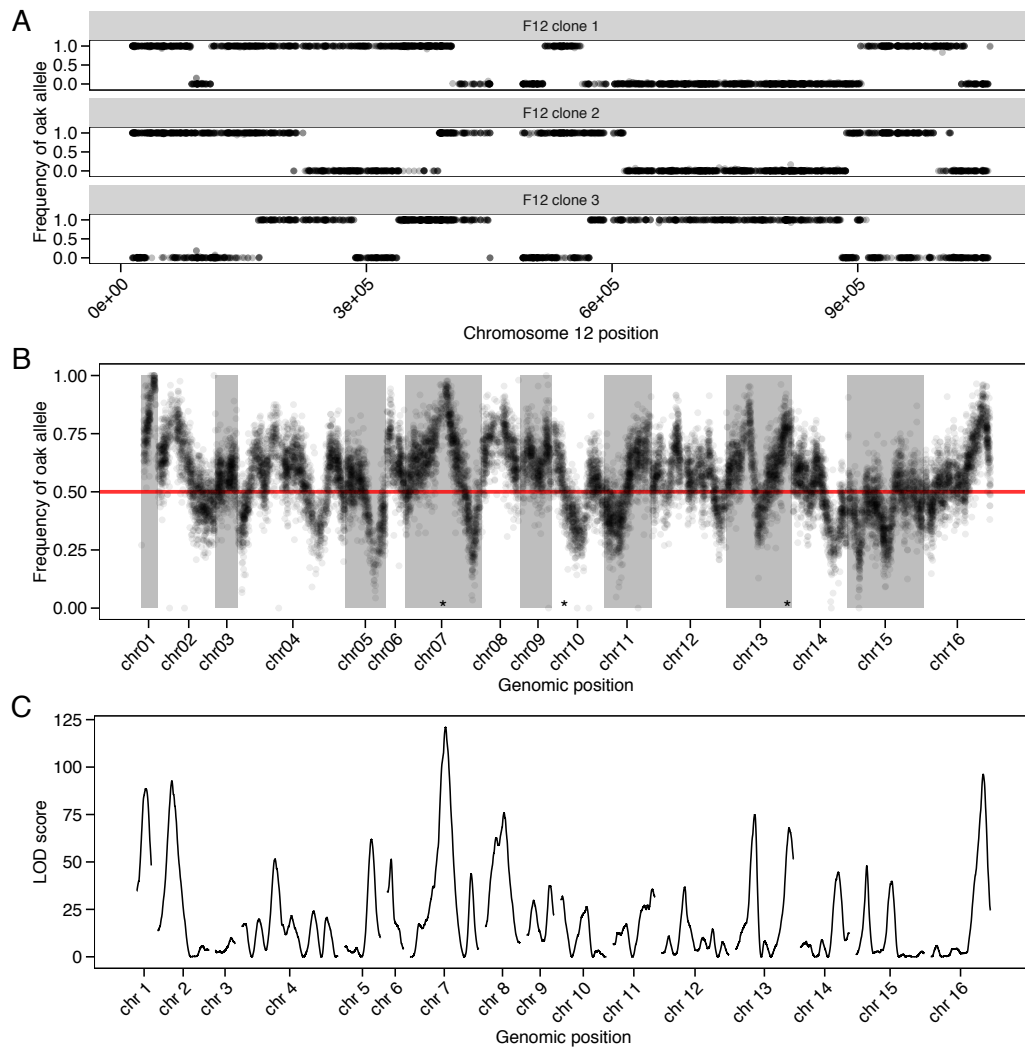 A
F12 clone 1
1.0
0.5
0.0
F12 clone 2
1.0
0.5
0.0
F12 clone 3
1.0
0.5
0.0
Frequency of oak allele
0e+00
3e+05
6e+05
9e+05
Chromosome 12 position
B
1.00
0.75
0.50
0.25
0.00
Frequency of oak allele
*
*
*
chr01
chr02
chr03
chr04
chr05
chr06
chr07
chr08
chr09
chr10
chr11
chr12
chr13
chr14
chr15
chr16
Genomic position
C
125
100
75
50
25
0
LOD score
chr 1
chr 2
chr 3
chr 4
chr 5
chr 6
chr 7
chr 8
chr 9
chr 10
chr 11
chr 12
chr 13
chr 14
chr 15
chr 16
Genomic position